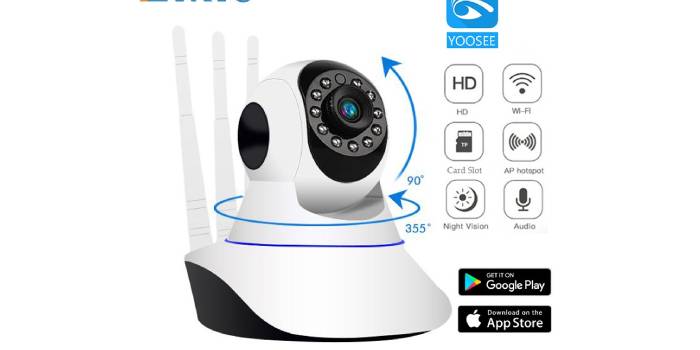 YOOSEE
HD
HD
Wi-Fi
TF
Card Slot
AP hotspot
Night Vision
Audio
90°
355°
GET IT ON
Google Play
Download on the
App Store